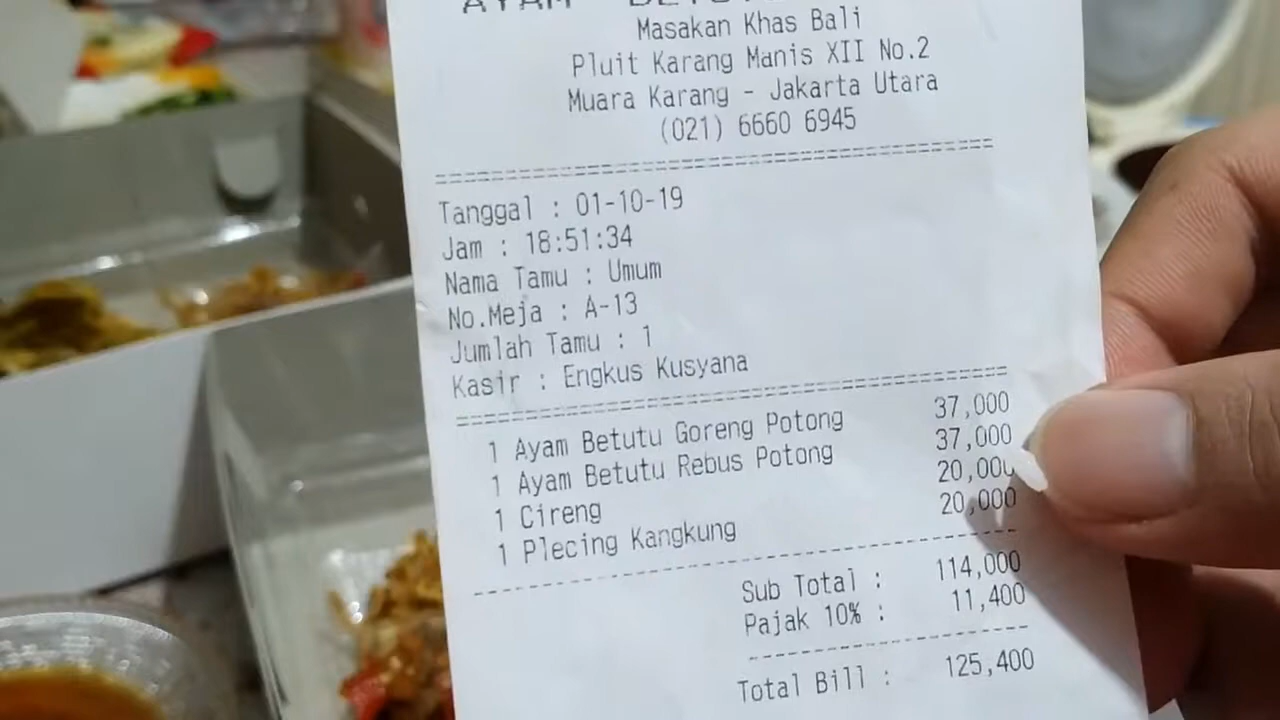 AYAM
Masakan Khas Bali
Pluit Karang Manis XII No.2
Muara Karang - Jakarta Utara
(021) 6660 6945
================================================
Tanggal : 01-10-19
Jam : 18:51:34
Nama Tamu : Umum
No.Meja : A-13
Jumlah Tamu : 1
Kasir : Engkus Kusyana
================================================
1 Ayam Betutu Goreng Potong 37,000
1 Ayam Betutu Rebus Potong 37,000
1 Cireng 20,000
1 Plecing Kangkung 20,000
------------------------------------------------
Sub Total : 114,000
Pajak 10% : 11,400
------------------------
Total Bill : 125,400